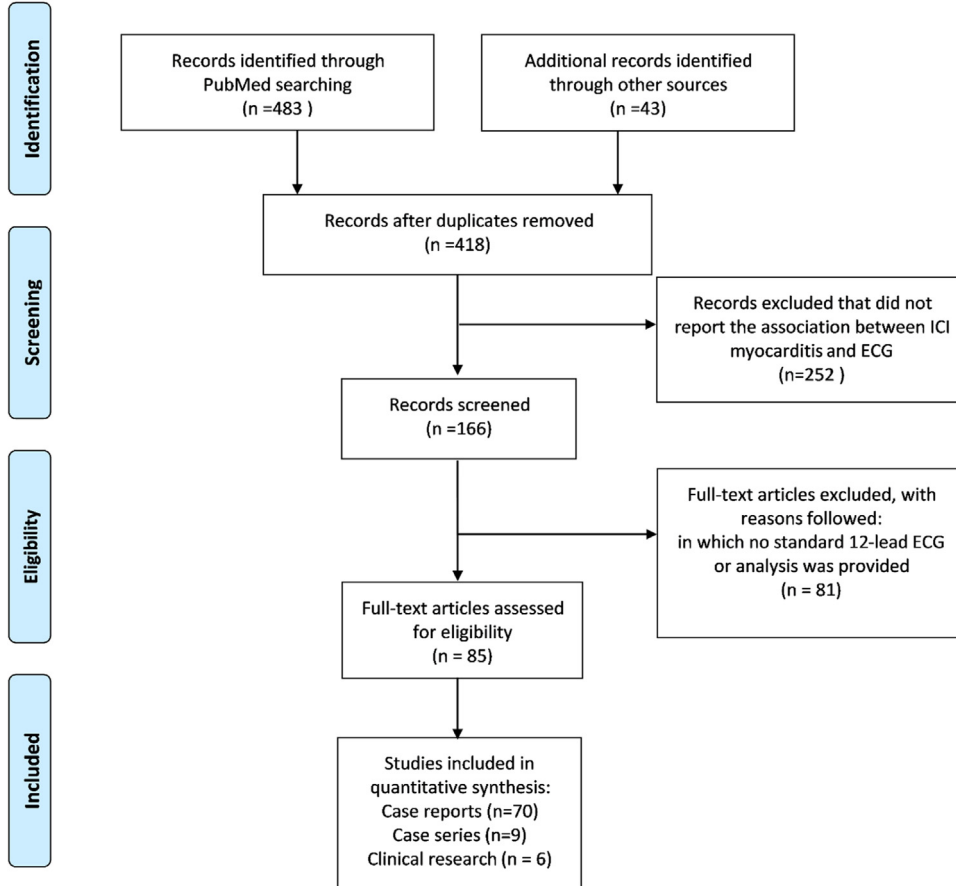 Identification
Records identified through
PubMed searching
(n =483 )
Additional records identified
through other sources
(n =43)
Records after duplicates removed
(n =418)
Screening
Records excluded that did not
report the association between ICI
myocarditis and ECG
(n=252 )
Records screened
(n =166)
Eligibility
Full-text articles excluded, with
reasons followed:
in which no standard 12-lead ECG
or analysis was provided
(n = 81)
Full-text articles assessed
for eligibility
(n = 85)
Included
Studies included in
quantitative synthesis:
Case reports (n=70)
Case series (n=9)
Clinical research (n = 6)